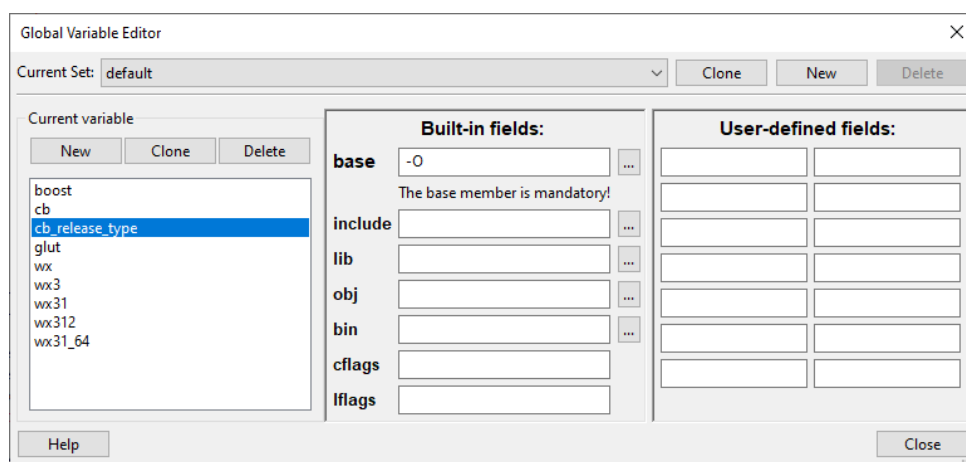 Global Variable Editor
Current Set: default Clone New Delete
Current variable
New Clone Delete
boost
cb
cb_release_type
glut
wx
wx3
wx31
wx312
wx31_64
Built-in fields:
base -O ...
The base member is mandatory!
include ...
lib ...
obj ...
bin ...
cflags
lflags
User-defined fields:
Help Close